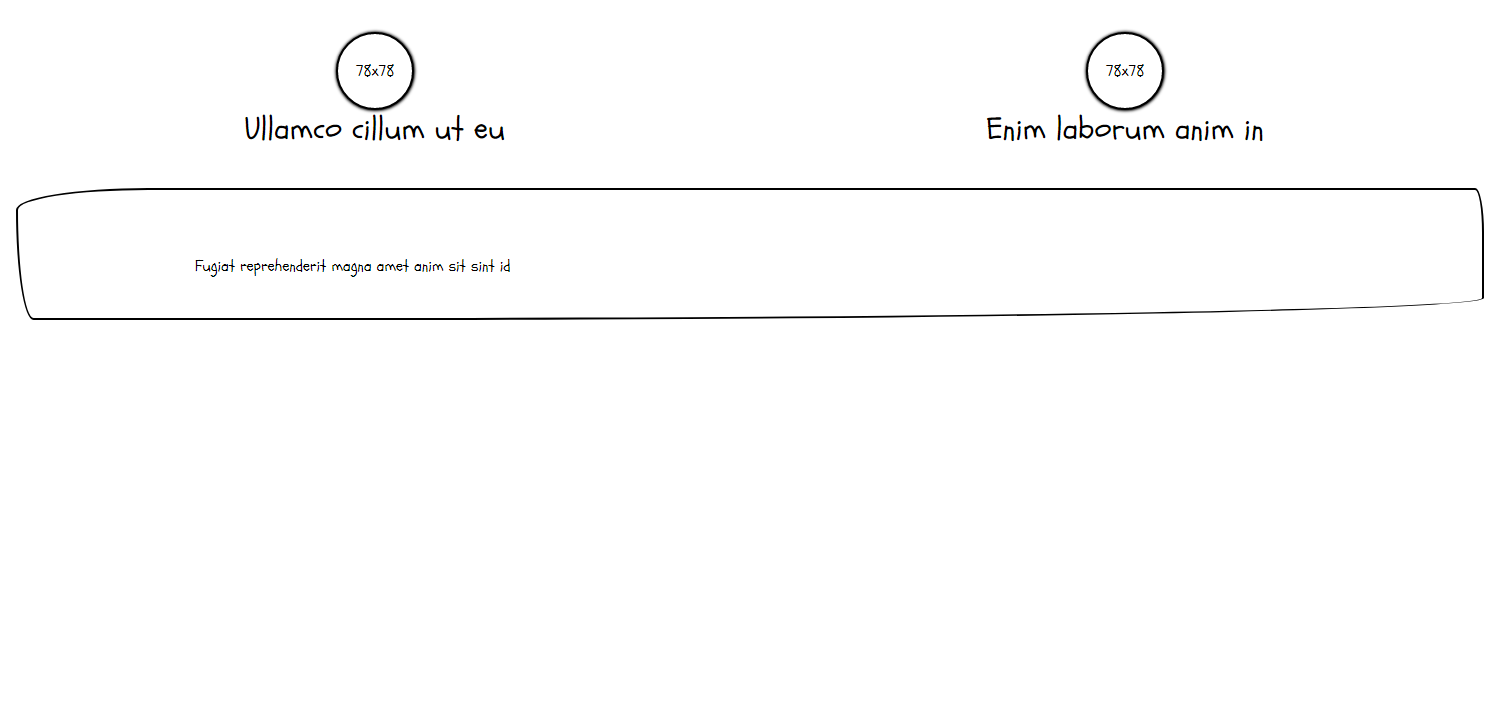 78x78
Ullamco cillum ut eu
78x78
Enim laborum anim in
Fugiat reprehenderit magna amet anim sit sint id